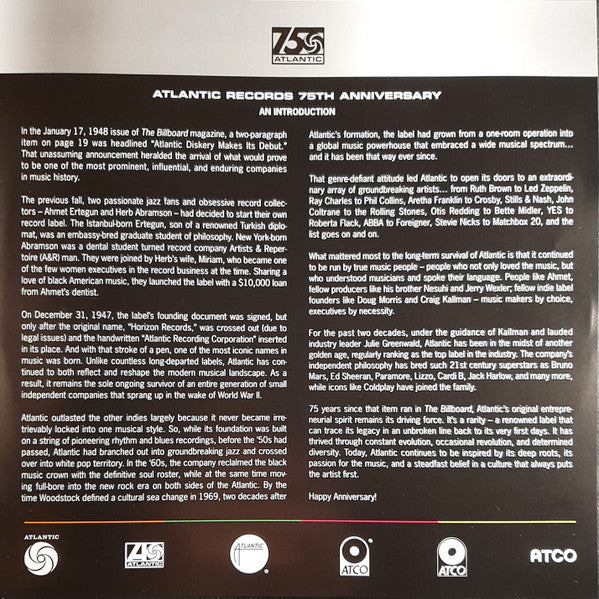 75
ATLANTIC
ATLANTIC RECORDS 75TH ANNIVERSARY
AN INTRODUCTION
In the January 17, 1948 issue of The Billboard magazine, a two-paragraph
item on page 19 was headlined "Atlantic Diskery Makes Its Debut."
That unassuming announcement heralded the arrival of what would prove
to be one of the most prominent, influential, and enduring companies
in music history.
The previous fall, two passionate jazz fans and obsessive record collec-
tors – Ahmet Ertegun and Herb Abramson – had decided to start their own
record label. The Istanbul-born Ertegun, son of a renowned Turkish diplo-
mat, was an embassy-bred graduate student of philosophy. New York-born
Abramson was a dental student turned record company Artists & Reper-
toire (A&R) man. They were joined by Herb's wife, Miriam, who became one
of the few women executives in the record business at the time. Sharing a
love of black American music, they launched the label with a $10,000 loan
from Ahmet's dentist.
On December 31, 1947, the label's founding document was signed, but
only after the original name, "Horizon Records," was crossed out (due to
legal issues) and the handwritten "Atlantic Recording Corporation" inserted
in its place. And with that stroke of a pen, one of the most iconic names in
music was born. Unlike countless long-departed labels, Atlantic has con-
tinued to both reflect and reshape the modern musical landscape. As a
result, it remains the sole ongoing survivor of an entire generation of small
independent companies that sprang up in the wake of World War II.
Atlantic outlasted the other indies largely because it never became irre-
trievably locked into one musical style. So, while its foundation was built
on a string of pioneering rhythm and blues recordings, before the '50s had
passed, Atlantic had branched out into groundbreaking jazz and crossed
over into white pop territory. In the '60s, the company reclaimed the black
music crown with the definitive soul roster, while at the same time mov-
ing full-bore into the new rock era on both sides of the Atlantic. By the
time Woodstock defined a cultural sea change in 1969, two decades after
Atlantic's formation, the label had grown from a one-room operation into
a global music powerhouse that embraced a wide musical spectrum...
and it has been that way ever since.
That genre-defiant attitude led Atlantic to open its doors to an extraordi-
nary array of groundbreaking artists... from Ruth Brown to Led Zeppelin,
Ray Charles to Phil Collins, Aretha Franklin to Crosby, Stills & Nash, John
Coltrane to the Rolling Stones, Otis Redding to Bette Midler, YES to
Roberta Flack, ABBA to Foreigner, Stevie Nicks to Matchbox 20, and the
list goes on and on.
What mattered most to the long-term survival of Atlantic is that it continued
to be run by true music people – people who not only loved the music, but
who understood musicians and spoke their language. People like Ahmet,
fellow producers like his brother Nesuhi and Jerry Wexler; fellow indie label
founders like Doug Morris and Craig Kallman – music makers by choice,
executives by necessity.
For the past two decades, under the guidance of Kallman and lauded
industry leader Julie Greenwald, Atlantic has been in the midst of another
golden age, regularly ranking as the top label in the industry. The company's
independent philosophy has bred such 21st century superstars as Bruno
Mars, Ed Sheeran, Paramore, Lizzo, Cardi B, Jack Harlow, and many more,
while icons like Coldplay have joined the family.
75 years since that item ran in The Billboard, Atlantic's original entrepre-
neurial spirit remains its driving force. It's a rarity – a renowned label that
can trace its legacy in an unbroken line back to its very first days. It has
thrived through constant evolution, occasional revolution, and determined
diversity. Today, Atlantic continues to be inspired by its deep roots, its
passion for the music, and a steadfast belief in a culture that always puts
the artist first.
Happy Anniversary!
ATLANTIC
ATLANTIC
ATLANTIC
ATCO
ATCO
ATCO